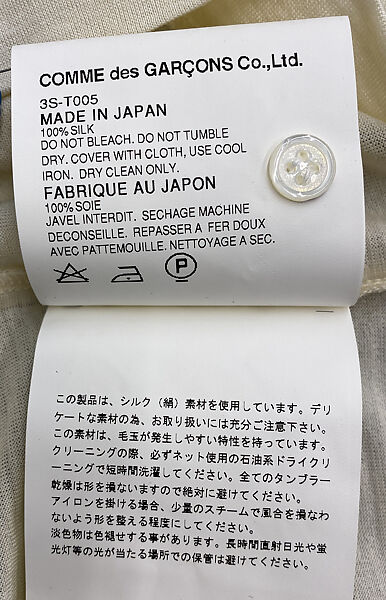 COMME des GARÇONS Co.,Ltd.
3S-T005
MADE IN JAPAN
100% SILK
DO NOT BLEACH. DO NOT TUMBLE
DRY. COVER WITH CLOTH, USE COOL
IRON. DRY CLEAN ONLY.
FABRIQUE AU JAPON
100% SOIE
JAVEL INTERDIT. SECHAGE MACHINE
DECONSEILLE. REPASSER A FER DOUX
AVEC PATTEMOUILLE. NETTOYAGE A SEC.
P
この製品は、シルク（絹）素材を使用しています。デリ
ケートな素材の為、お取り扱いには充分ご注意下さい。
この素材は、毛玉が発生しやすい特性を持っています。
クリーニングの際、必ずネット使用の石油系ドライクリ
ーニングで短時間洗濯してください。全てのタンブラー
乾燥は形を損ないますので絶対に避けてください。
アイロンを掛ける場合、少量のスチームで風合を損なわ
ないよう形を整える程度にしてください。
淡色物は色褪せする事があります。長時間直射日光や蛍
光灯等の光が当たる場所での保管は避けてください。